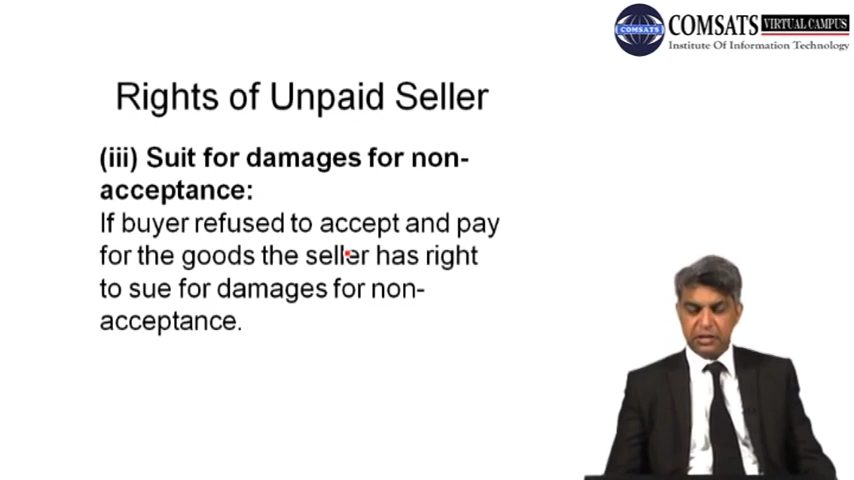 COMSATS VIRTUAL CAMPUS
Institute Of Information Technology
COMSATS
Rights of Unpaid Seller
(iii) Suit for damages for non-
acceptance:
If buyer refused to accept and pay
for the goods the seller has right
to sue for damages for non-
acceptance.